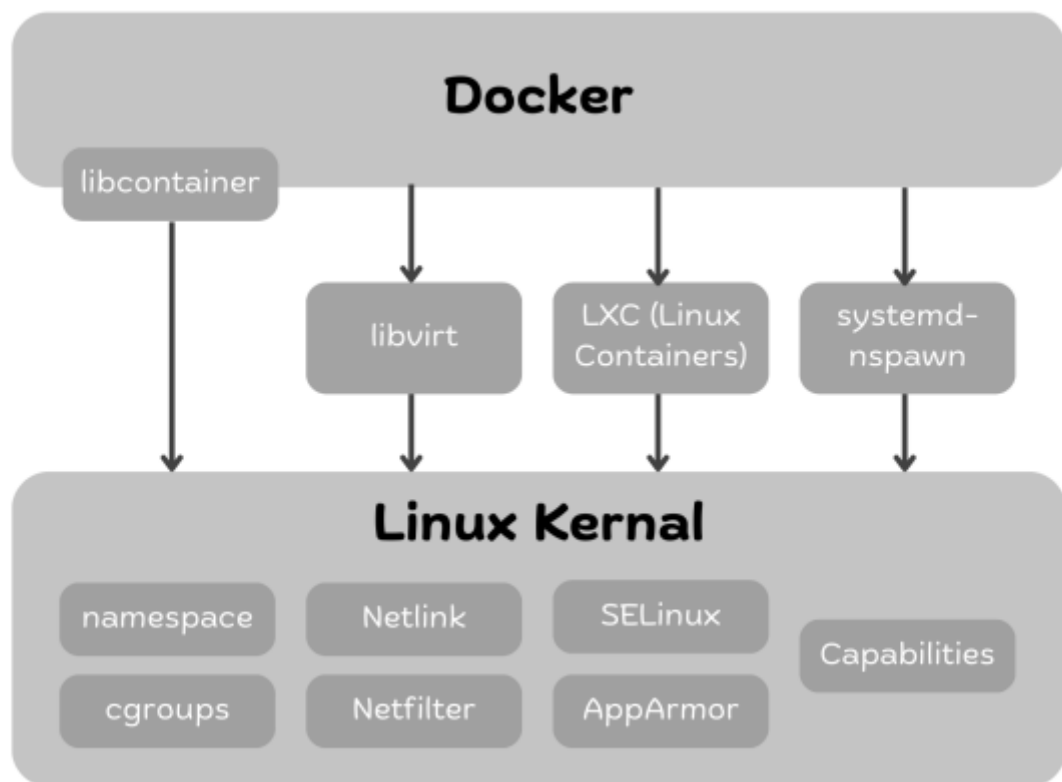 Docker
libcontainer
libvirt
LXC (Linux
Containers)
systemd-
nspawn
Linux Kernal
namespace
Netlink
SELinux
Capabilities
cgroups
Netfilter
AppArmor